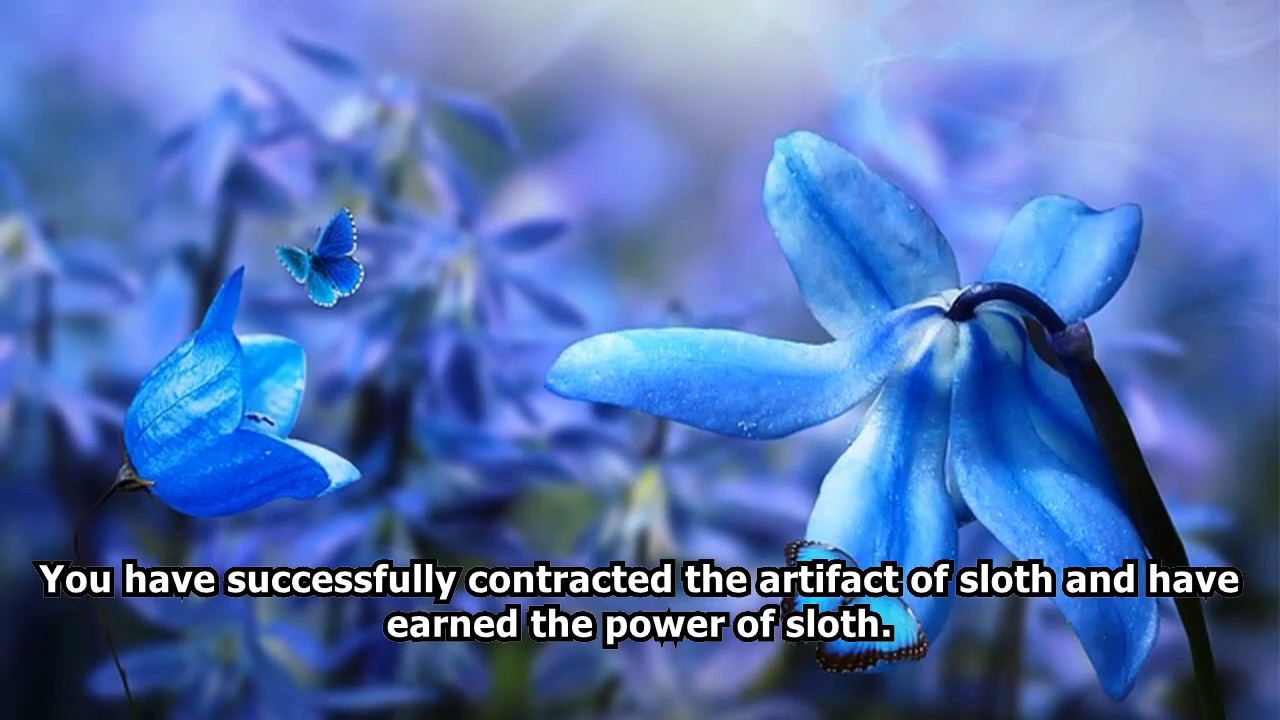 You have successfully contracted the artifact of sloth and have
earned the power of sloth.